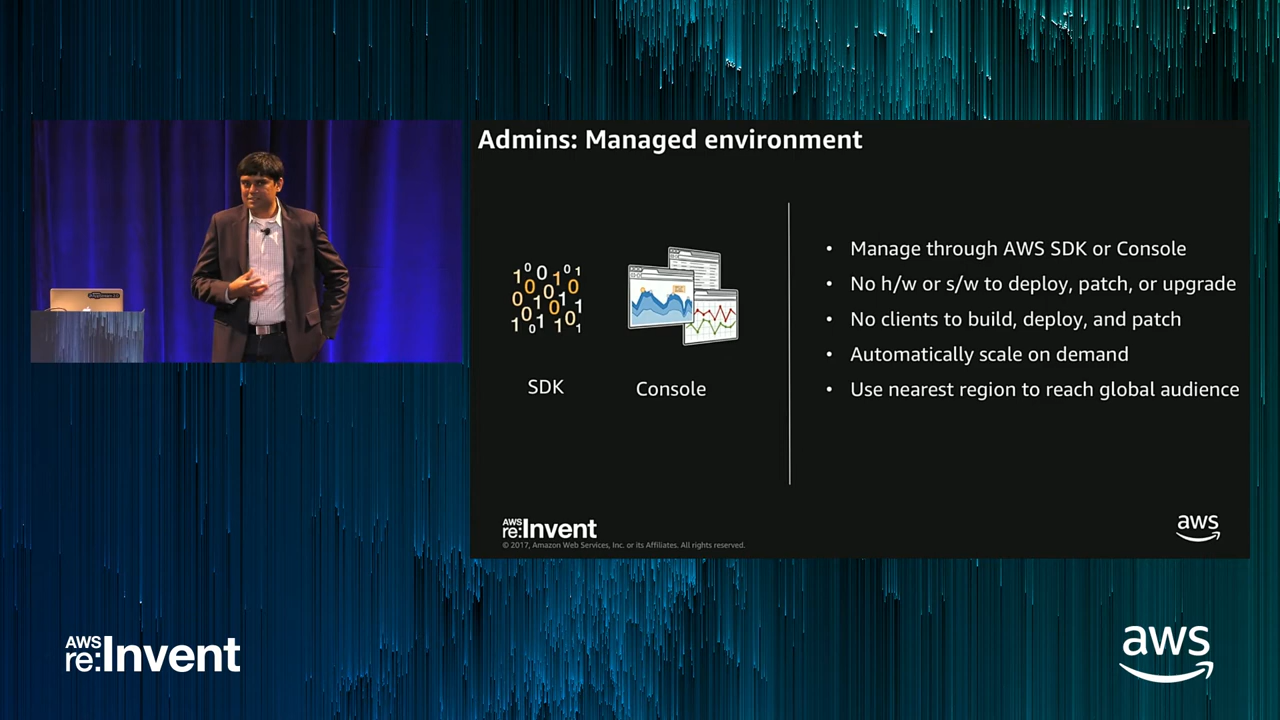 Admins: Managed environment
SDK
Console
• Manage through AWS SDK or Console
• No h/w or s/w to deploy, patch, or upgrade
• No clients to build, deploy, and patch
• Automatically scale on demand
• Use nearest region to reach global audience
AWS
re:Invent
© 2017, Amazon Web Services, Inc. or its Affiliates. All rights reserved.
aws
AWS
re:Invent
aws